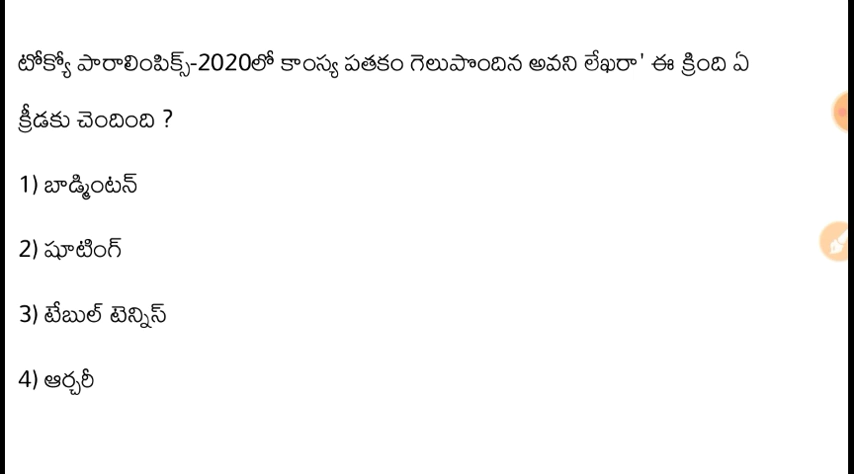 టోక్యో పారాలింపిక్స్-2020లో కాంస్య పతకం గెలుపొందిన అవని లేఖరా' ఈ క్రింది ఏ
క్రీడకు చెందింది ?
1) బాడ్మింటన్
2) షూటింగ్
3) టేబుల్ టెన్నిస్
4) ఆర్చరీ